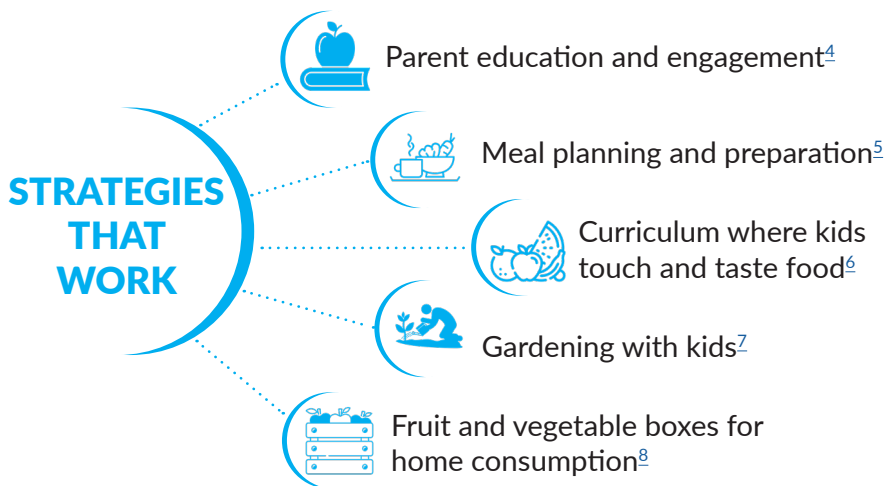 Parent education and engagement4
Meal planning and preparation5
STRATEGIES
THAT
WORK
Curriculum where kids
touch and taste food6
Gardening with kids7
Fruit and vegetable boxes for
home consumption8